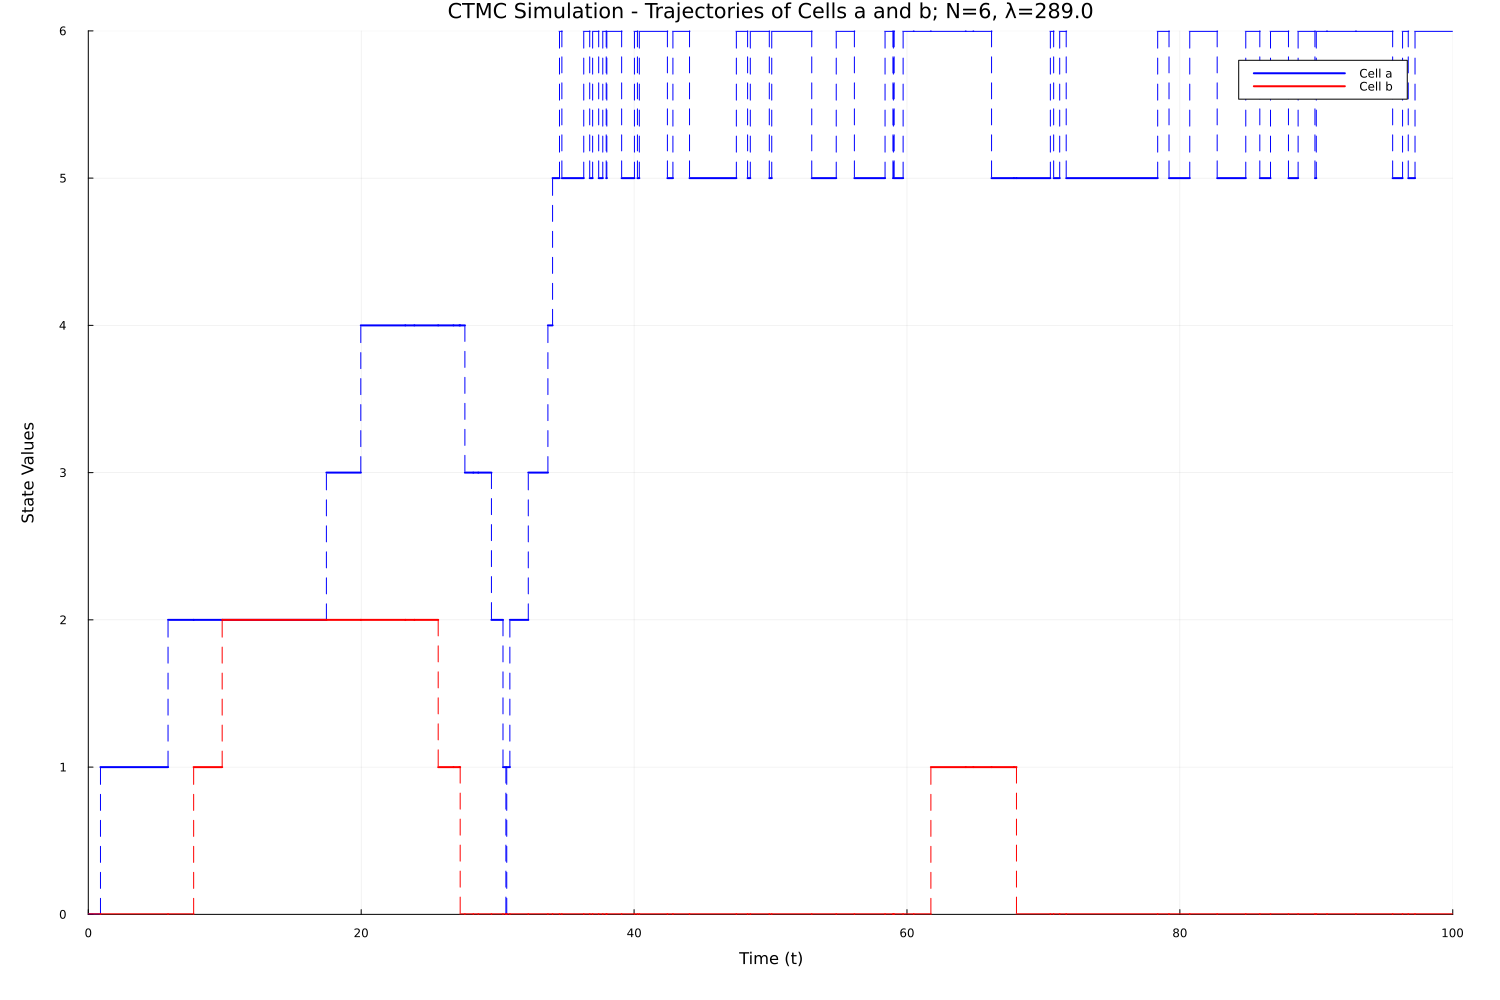 CTMC Simulation - Trajectories of Cells a and b; N=6, λ=289.0
6
Cell a
Cell b
5
4
State Values
3
2
1
0
0 20 40 60 80 100
Time (t)